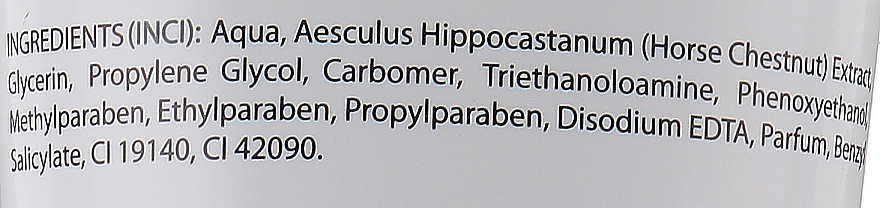 INGREDIENTS (INCI): Aqua, Aesculus Hippocastanum (Horse Chestnut) Extract,
Glycerin, Propylene Glycol, Carbomer, Triethanoloamine, Phenoxyethanol,
Methylparaben, Ethylparaben, Propylparaben, Disodium EDTA, Parfum, Benzyl
Salicylate, CI 19140, CI 42090.